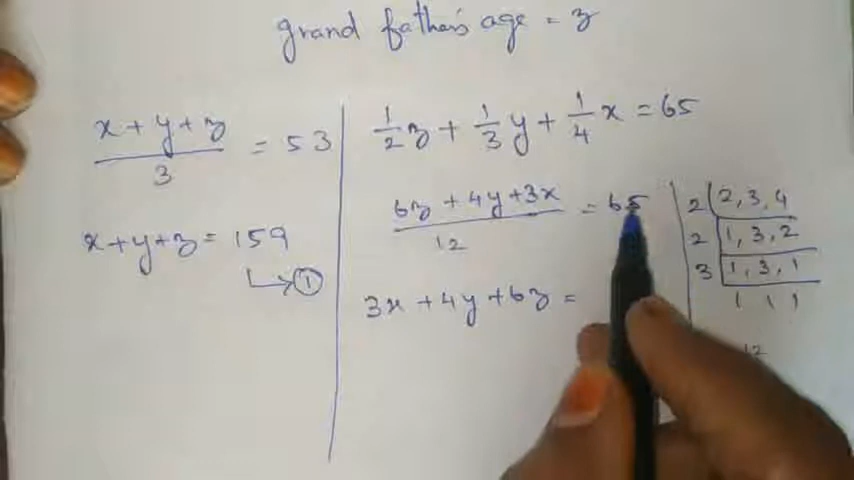 grand father's age = z
x + y + z / 3 = 53
x + y + z = 159
①
1/2 z + 1/3 y + 1/4 x = 65
6z + 4y + 3x / 12 = 65
3x + 4y + 6z =
2 | 2, 3, 4
2 | 1, 3, 2
3 | 1, 3, 1
1 1 1
12